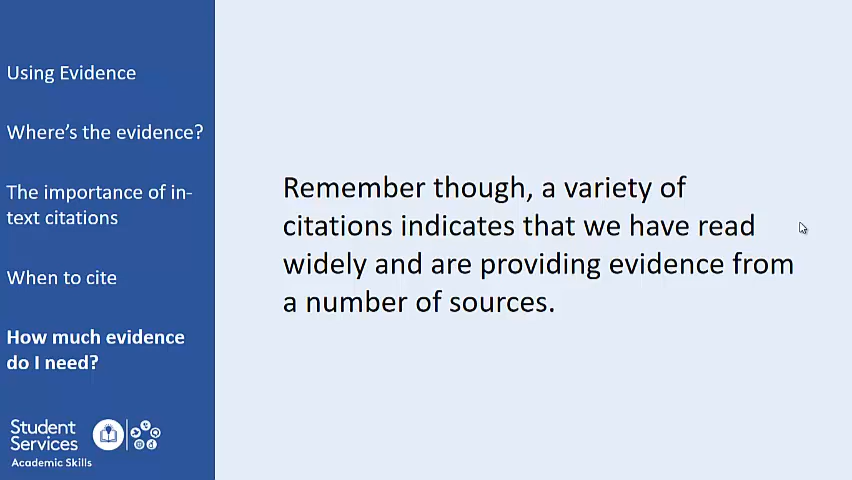 Using Evidence
Where's the evidence?
The importance of in-
text citations
When to cite
How much evidence
do I need?
Student
Services
Academic Skills
Remember though, a variety of
citations indicates that we have read
widely and are providing evidence from
a number of sources.